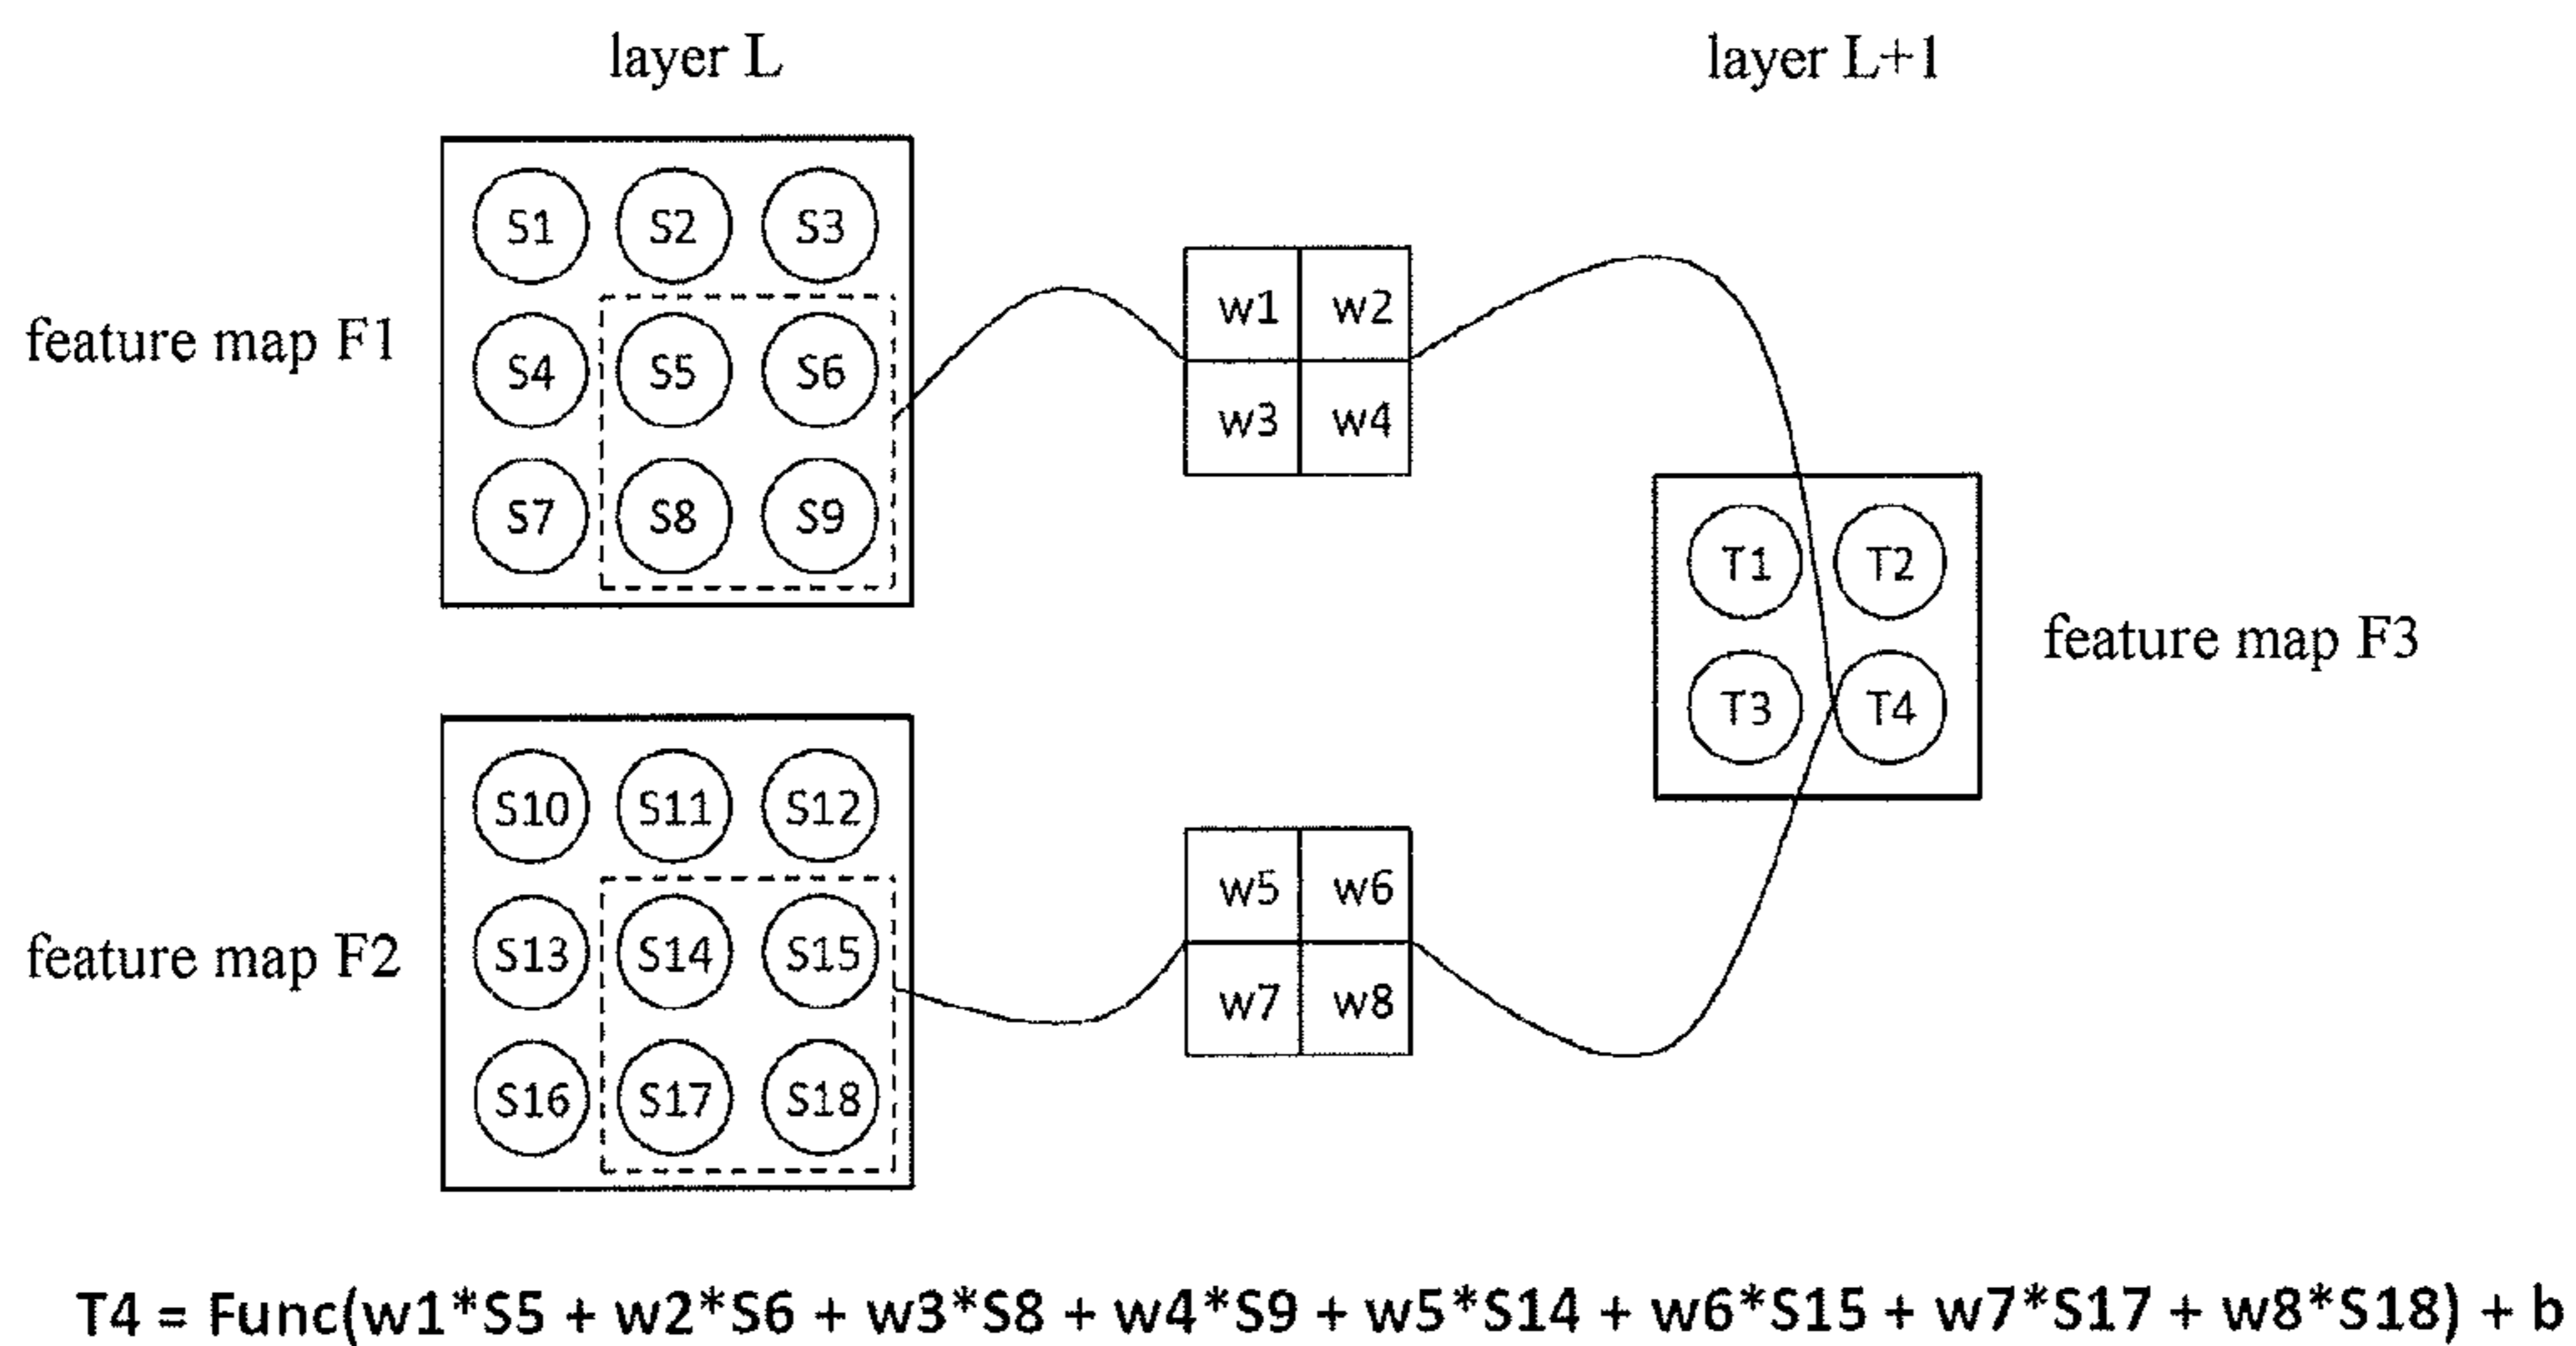 layer L
layer L+1
S1 S2 S3
feature map F1
S4 S5 S6
S7 S8 S9
w1 w2
w3 w4
T1 T2
T3 T4
feature map F3
S10 S11 S12
feature map F2
S13 S14 S15
S16 S17 S18
w5 w6
w7 w8
T4 = Func(w1*S5 + w2*S6 + w3*S8 + w4*S9 + w5*S14 + w6*S15 + w7*S17 + w8*S18) + b